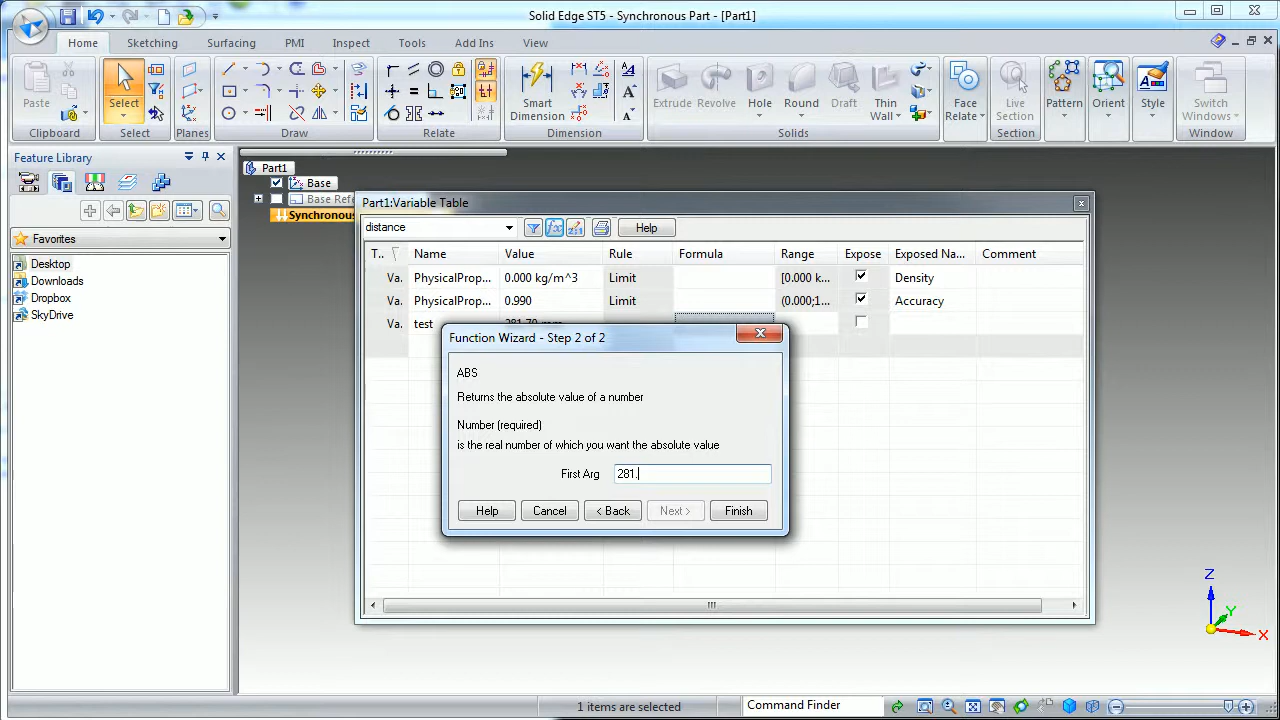 Solid Edge ST5 - Synchronous Part - [Part1]
Home Sketching Surfacing PMI Inspect Tools Add Ins View
Paste
Clipboard
Select
Select
Planes
Draw
Relate
Smart Dimension
Dimension
Extrude Revolve Hole Round Draft Thin Wall
Solids
Face Relate
Pattern
Orient
Live Section
Section
Style
Switch Windows
Window
Feature Library
Favorites
Desktop
Downloads
Dropbox
SkyDrive
Part1
Base
Base Refe
Synchronous
Part1:Variable Table
distance
Help
T.. Name Value Rule Formula Range Expose Exposed Na... Comment
Va. PhysicalProp... 0.000 kg/m^3 Limit [0.000 k... Density
Va. PhysicalProp... 0.990 Limit (0.000;1... Accuracy
Va. test 281.70 mm
Function Wizard - Step 2 of 2
ABS
Returns the absolute value of a number
Number (required)
is the real number of which you want the absolute value
First Arg 281.
Help Cancel < Back Next > Finish
Z
Y
X
1 items are selected
Command Finder